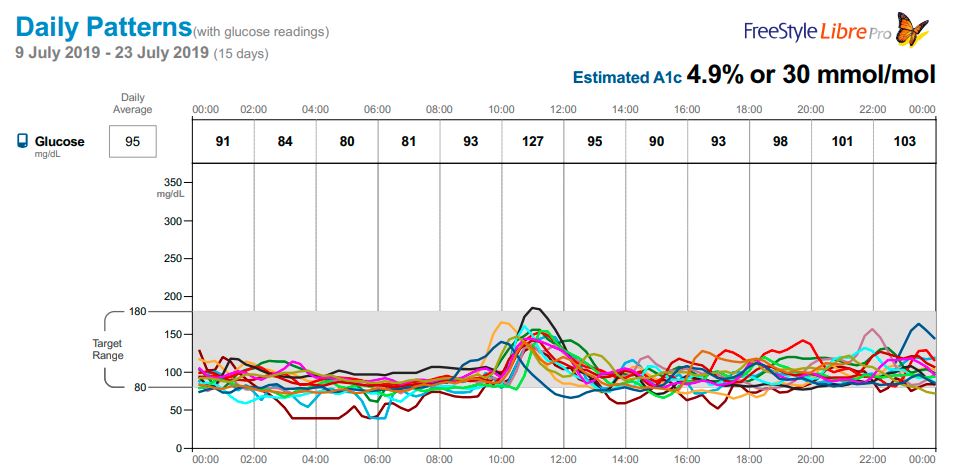 Daily Patterns (with glucose readings)
FreeStyle Libre Pro
9 July 2019 - 23 July 2019 (15 days)
Estimated A1c 4.9% or 30 mmol/mol
Daily
Average
00:00 02:00 04:00 06:00 08:00 10:00 12:00 14:00 16:00 18:00 20:00 22:00 00:00
Glucose
mg/dL
95
91 84 80 81 93 127 95 90 93 98 101 103
350
mg/dL
300
250
200
180
150
Target
Range
100
80
50
0
00:00 02:00 04:00 06:00 08:00 10:00 12:00 14:00 16:00 18:00 20:00 22:00 00:00